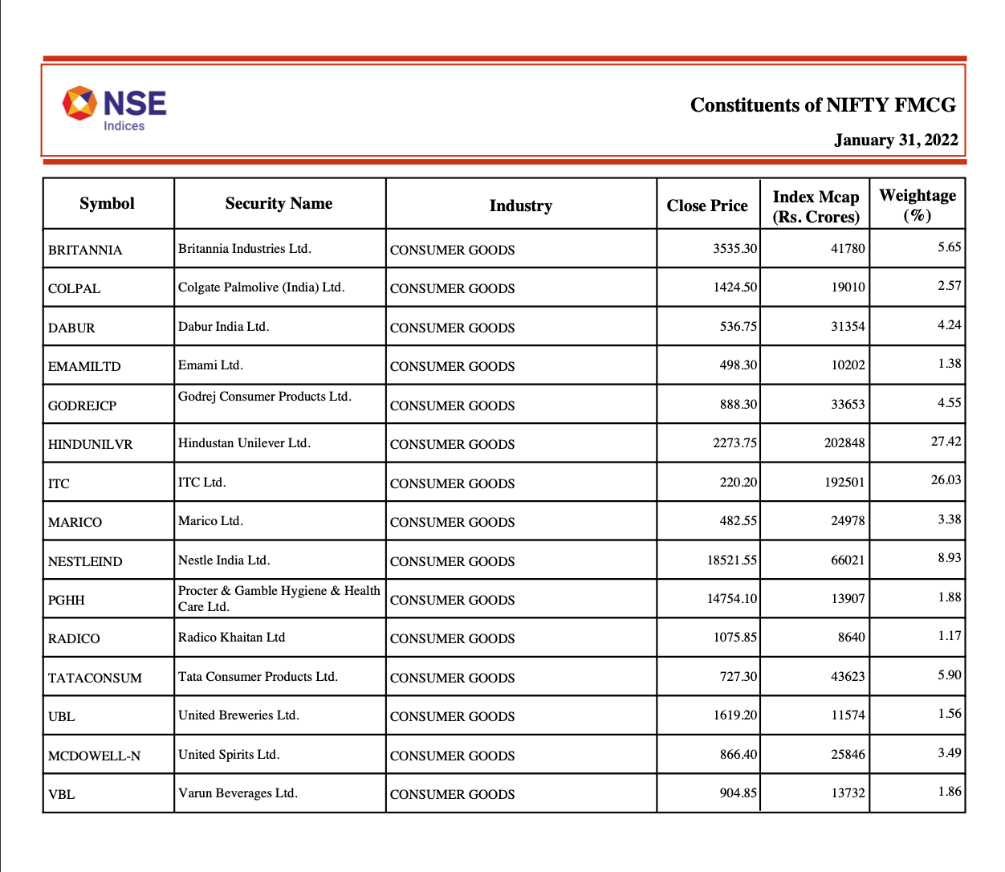 NSE
Indices
Constituents of NIFTY FMCG
January 31, 2022
Symbol Security Name Industry Close Price Index Mcap (Rs. Crores) Weightage (%)
BRITANNIA Britannia Industries Ltd. CONSUMER GOODS 3535.30 41780 5.65
COLPAL Colgate Palmolive (India) Ltd. CONSUMER GOODS 1424.50 19010 2.57
DABUR Dabur India Ltd. CONSUMER GOODS 536.75 31354 4.24
EMAMILTD Emami Ltd. CONSUMER GOODS 498.30 10202 1.38
GODREJCP Godrej Consumer Products Ltd. CONSUMER GOODS 888.30 33653 4.55
HINDUNILVR Hindustan Unilever Ltd. CONSUMER GOODS 2273.75 202848 27.42
ITC ITC Ltd. CONSUMER GOODS 220.20 192501 26.03
MARICO Marico Ltd. CONSUMER GOODS 482.55 24978 3.38
NESTLEIND Nestle India Ltd. CONSUMER GOODS 18521.55 66021 8.93
PGHH Procter & Gamble Hygiene & Health Care Ltd. CONSUMER GOODS 14754.10 13907 1.88
RADICO Radico Khaitan Ltd CONSUMER GOODS 1075.85 8640 1.17
TATACONSUM Tata Consumer Products Ltd. CONSUMER GOODS 727.30 43623 5.90
UBL United Breweries Ltd. CONSUMER GOODS 1619.20 11574 1.56
MCDOWELL-N United Spirits Ltd. CONSUMER GOODS 866.40 25846 3.49
VBL Varun Beverages Ltd. CONSUMER GOODS 904.85 13732 1.86